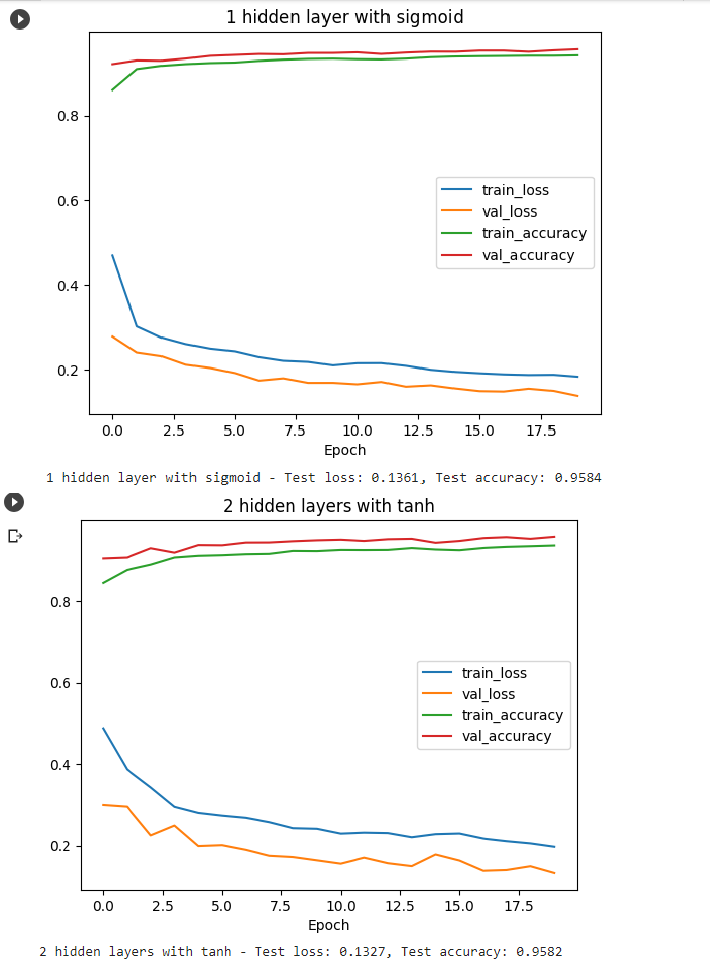 1 hidden layer with sigmoid
0.8
0.6
0.4
0.2
train_loss
val_loss
train_accuracy
val_accuracy
0.0 2.5 5.0 7.5 10.0 12.5 15.0 17.5
Epoch
1 hidden layer with sigmoid - Test loss: 0.1361, Test accuracy: 0.9584
2 hidden layers with tanh
0.8
0.6
0.4
0.2
train_loss
val_loss
train_accuracy
val_accuracy
0.0 2.5 5.0 7.5 10.0 12.5 15.0 17.5
Epoch
2 hidden layers with tanh - Test loss: 0.1327, Test accuracy: 0.9582